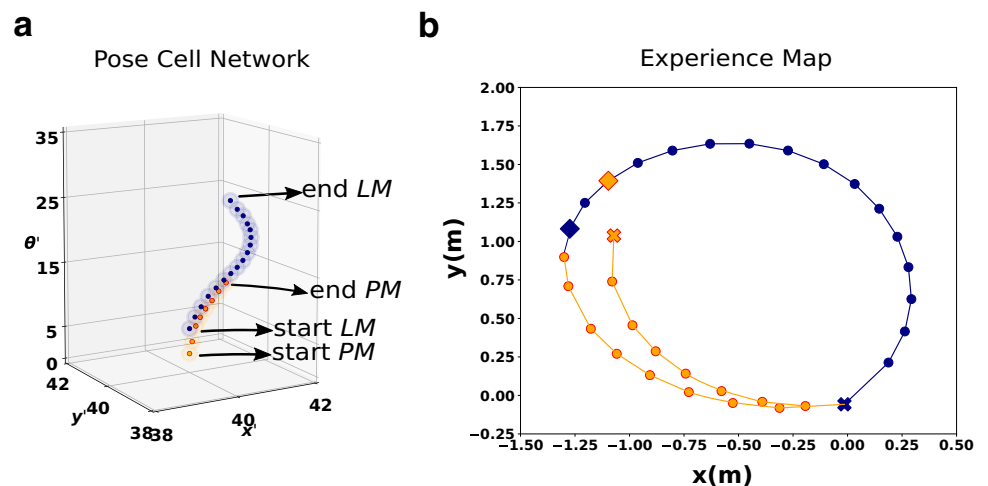 a
Pose Cell Network
35
25
15
5
0
θ'
42
40
38
y'
38
40
42
x'
end LM
end PM
start LM
start PM
b
Experience Map
2.00
1.75
1.50
1.25
1.00
0.75
0.50
0.25
0.00
−0.25
y(m)
−1.50 −1.25 −1.00 −0.75 −0.50 −0.25 0.00 0.25 0.50
x(m)